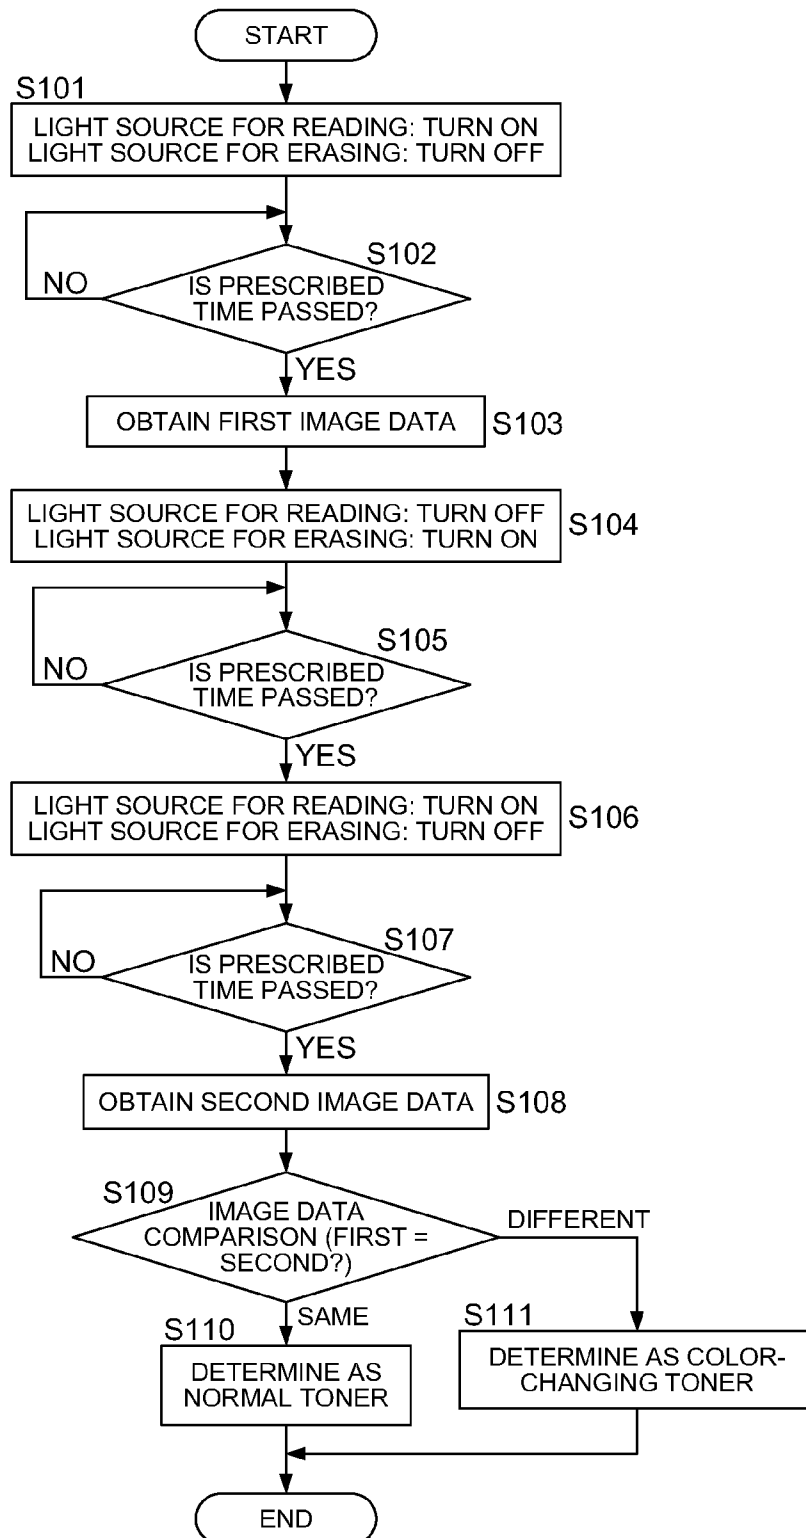 START
S101
LIGHT SOURCE FOR READING: TURN ON
LIGHT SOURCE FOR ERASING: TURN OFF
S102
NO
IS PRESCRIBED
TIME PASSED?
YES
OBTAIN FIRST IMAGE DATA
S103
LIGHT SOURCE FOR READING: TURN OFF
LIGHT SOURCE FOR ERASING: TURN ON
S104
S105
NO
IS PRESCRIBED
TIME PASSED?
YES
LIGHT SOURCE FOR READING: TURN ON
LIGHT SOURCE FOR ERASING: TURN OFF
S106
S107
NO
IS PRESCRIBED
TIME PASSED?
YES
OBTAIN SECOND IMAGE DATA
S108
S109
IMAGE DATA
COMPARISON (FIRST =
SECOND?)
DIFFERENT
SAME
S110
DETERMINE AS
NORMAL TONER
S111
DETERMINE AS COLOR-
CHANGING TONER
END